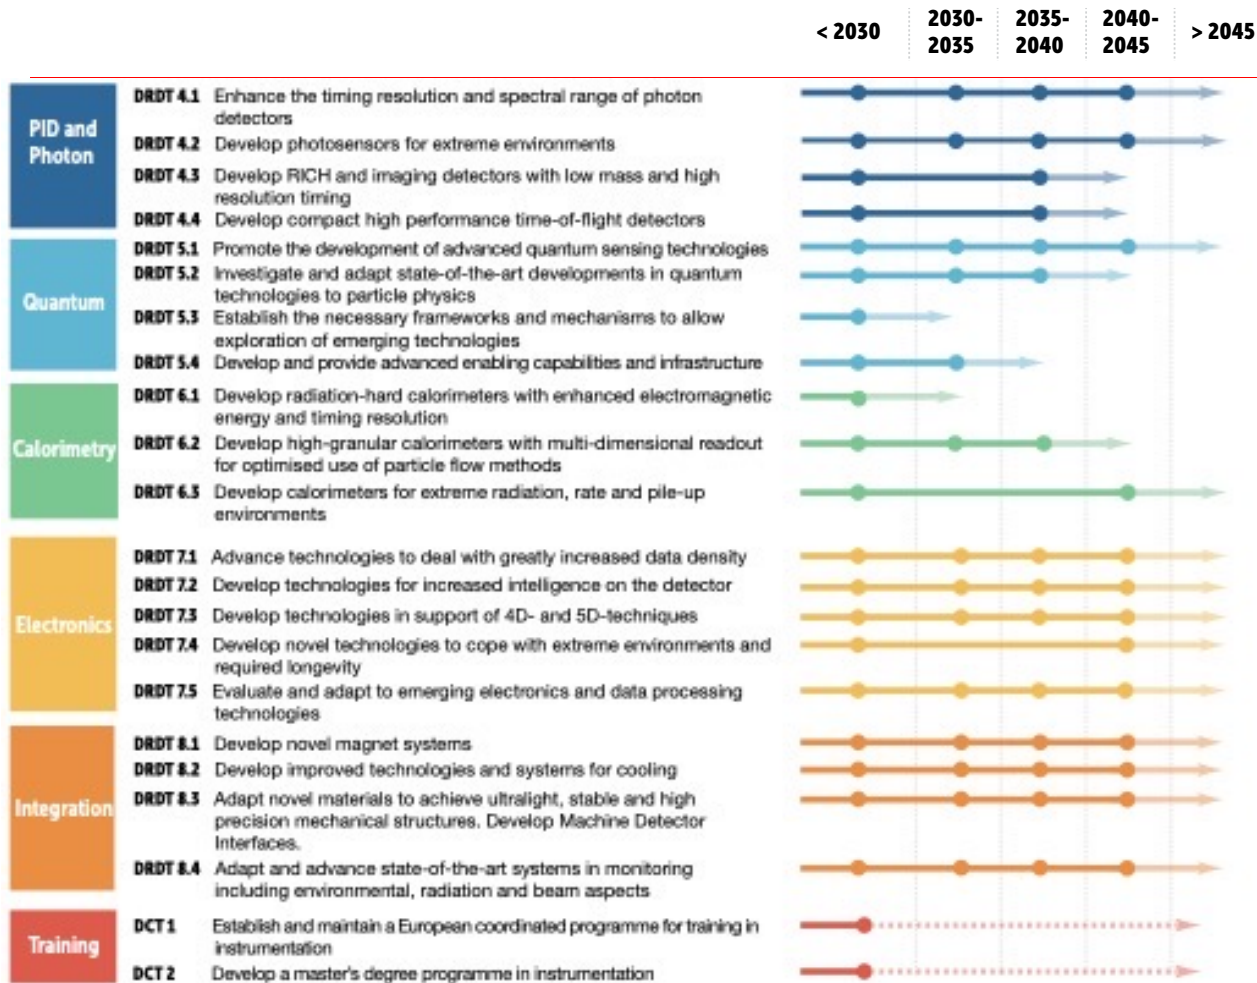 < 2030
2030-
2035
2035-
2040
2040-
2045
> 2045
PID and
Photon
DRDT 4.1 Enhance the timing resolution and spectral range of photon
detectors
DRDT 4.2 Develop photosensors for extreme environments
DRDT 4.3 Develop RICH and imaging detectors with low mass and high
resolution timing
DRDT 4.4 Develop compact high performance time-of-flight detectors
Quantum
DRDT 5.1 Promote the development of advanced quantum sensing technologies
DRDT 5.2 Investigate and adapt state-of-the-art developments in quantum
technologies to particle physics
DRDT 5.3 Establish the necessary frameworks and mechanisms to allow
exploration of emerging technologies
DRDT 5.4 Develop and provide advanced enabling capabilities and infrastructure
Calorimetry
DRDT 6.1 Develop radiation-hard calorimeters with enhanced electromagnetic
energy and timing resolution
DRDT 6.2 Develop high-granular calorimeters with multi-dimensional readout
for optimised use of particle flow methods
DRDT 6.3 Develop calorimeters for extreme radiation, rate and pile-up
environments
Electronics
DRDT 7.1 Advance technologies to deal with greatly increased data density
DRDT 7.2 Develop technologies for increased intelligence on the detector
DRDT 7.3 Develop technologies in support of 4D- and 5D-techniques
DRDT 7.4 Develop novel technologies to cope with extreme environments and
required longevity
DRDT 7.5 Evaluate and adapt to emerging electronics and data processing
technologies
Integration
DRDT 8.1 Develop novel magnet systems
DRDT 8.2 Develop improved technologies and systems for cooling
DRDT 8.3 Adapt novel materials to achieve ultralight, stable and high
precision mechanical structures. Develop Machine Detector
Interfaces.
DRDT 8.4 Adapt and advance state-of-the-art systems in monitoring
including environmental, radiation and beam aspects
Training
DCT 1 Establish and maintain a European coordinated programme for training in
instrumentation
DCT 2 Develop a master's degree programme in instrumentation